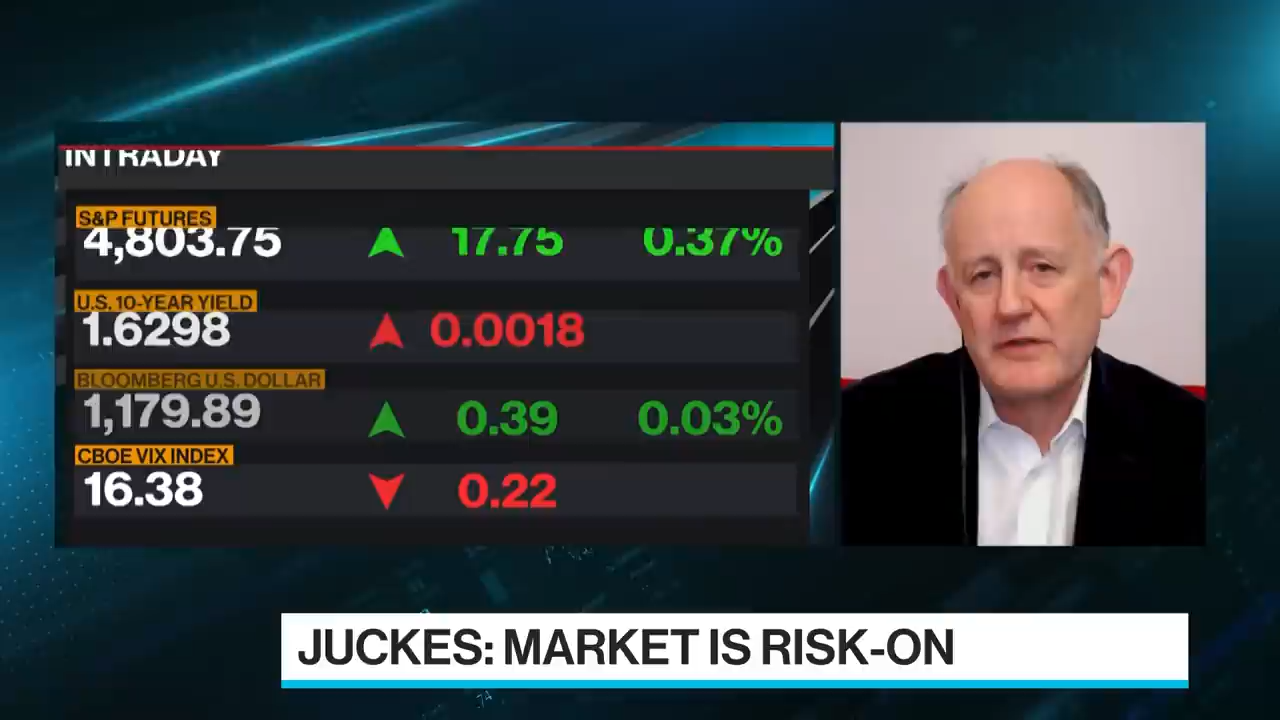 INTRADAY
S&P FUTURES
4,803.75 17.75 0.37%
U.S. 10-YEAR YIELD
1.6298 0.0018
BLOOMBERG U.S. DOLLAR
1,179.89 0.39 0.03%
CBOE VIX INDEX
16.38 0.22
JUCKES: MARKET IS RISK-ON
.74